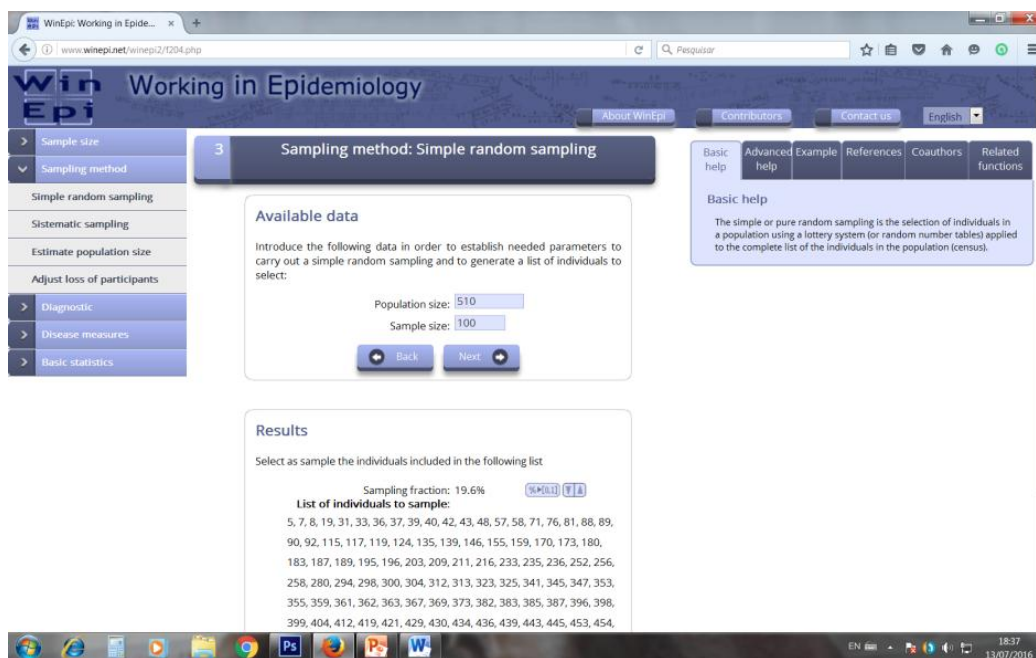 WinEpi: Working in Epide...
www.winepi.net/winepi2/f204.php
Pesquisar
Win Epi
Working in Epidemiology
About WinEpi
Contributors
Contact us
English
Sample size
Sampling method
Simple random sampling
Sistematic sampling
Estimate population size
Adjust loss of participants
Diagnostic
Disease measures
Basic statistics
3 Sampling method: Simple random sampling
Available data
Introduce the following data in order to establish needed parameters to
carry out a simple random sampling and to generate a list of individuals to
select:
Population size: 510
Sample size: 100
Back
Next
Results
Select as sample the individuals included in the following list
Sampling fraction: 19.6%
%▸[0,1]
List of individuals to sample:
5, 7, 8, 19, 31, 33, 36, 37, 39, 40, 42, 43, 48, 57, 58, 71, 76, 81, 88, 89,
90, 92, 115, 117, 119, 124, 135, 139, 146, 155, 159, 170, 173, 180,
183, 187, 189, 195, 196, 203, 209, 211, 216, 233, 235, 236, 252, 256,
258, 280, 294, 298, 300, 304, 312, 313, 323, 325, 341, 345, 347, 353,
355, 359, 361, 362, 363, 367, 369, 373, 382, 383, 385, 387, 396, 398,
399, 404, 412, 419, 421, 429, 430, 434, 436, 439, 443, 445, 453, 454,
Basic help
Advanced help
Example
References
Coauthors
Related functions
Basic help
The simple or pure random sampling is the selection of individuals in
a population using a lottery system (or random number tables) applied
to the complete list of the individuals in the population (census).
Ps
EN
18:37
13/07/2016